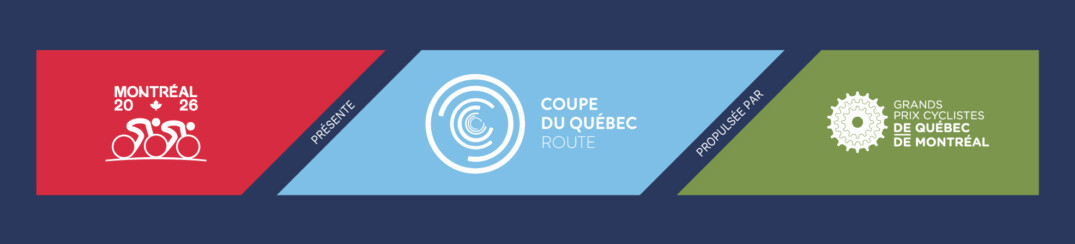 MONTRÉAL
20 26
PRÉSENTE
COUPE
DU QUÉBEC
ROUTE
PROPULSÉE PAR
GRANDS
PRIX CYCLISTES
DE QUÉBEC
DE MONTRÉAL